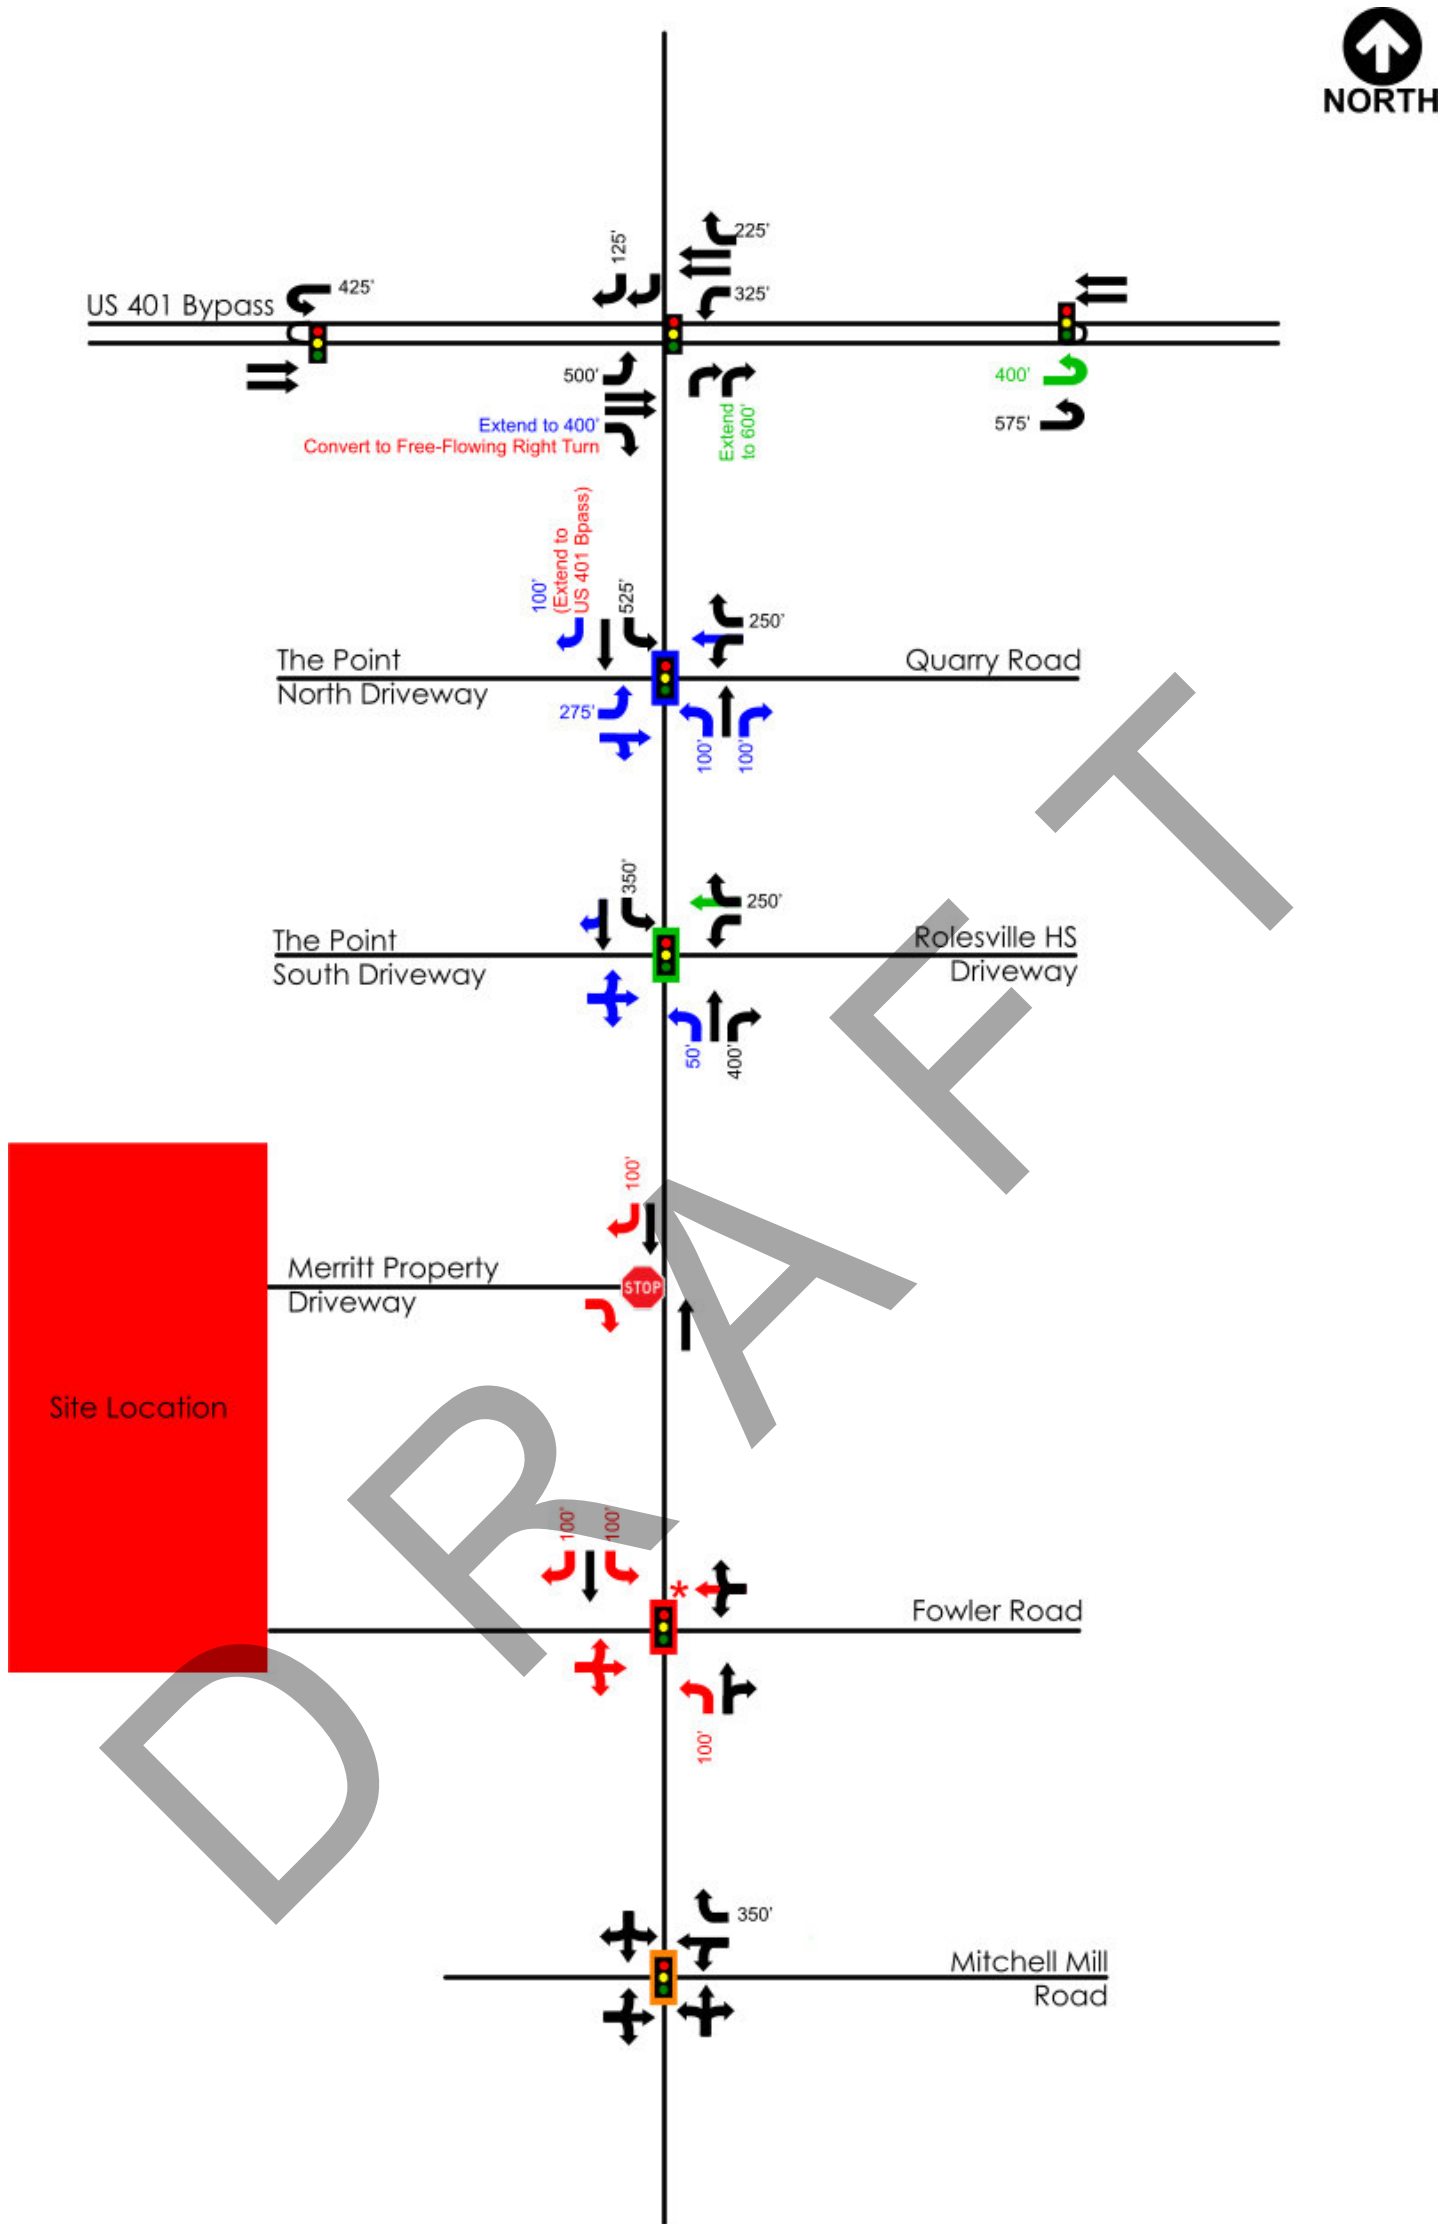 NORTH
125'
225'
425'
325'
US 401 Bypass
500'
400'
Extend to 400'
575'
Convert to Free-Flowing Right Turn
Extend
to 600'
100'
(Extend to
US 401 Bpass)
525'
250'
The Point
North Driveway
Quarry Road
275'
100'
100'
350'
250'
The Point
South Driveway
Rolesville HS
Driveway
50'
400'
100'
Merritt Property
Driveway
STOP
Site Location
100'
100'
*
Fowler Road
100'
350'
Mitchell Mill
Road
DRAFT